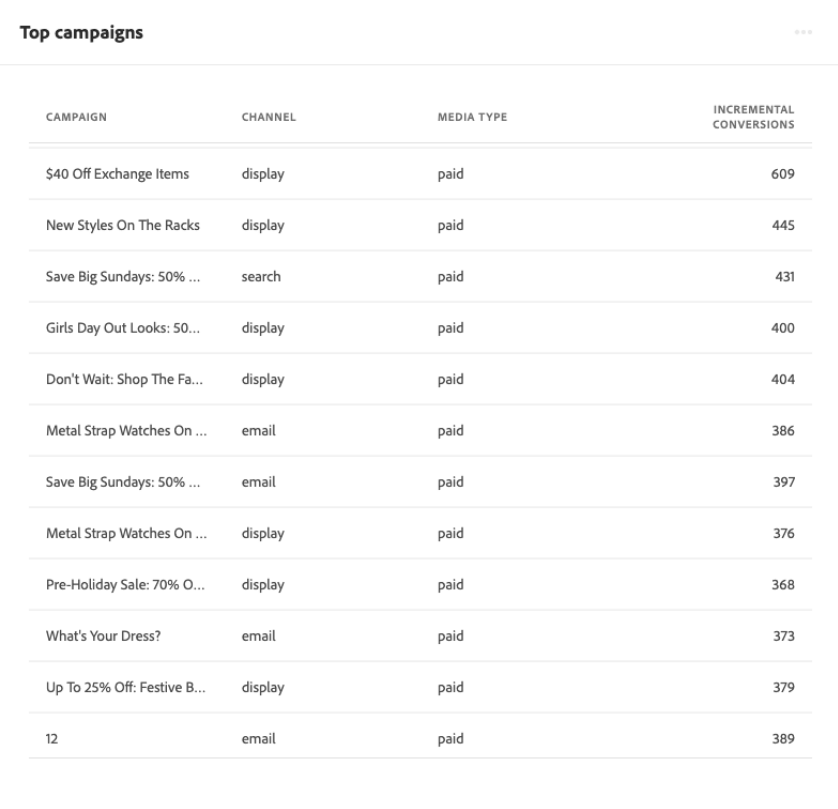 Top campaigns
CAMPAIGN CHANNEL MEDIA TYPE INCREMENTAL CONVERSIONS
$40 Off Exchange Items display paid 609
New Styles On The Racks display paid 445
Save Big Sundays: 50% ... search paid 431
Girls Day Out Looks: 50... display paid 400
Don't Wait: Shop The Fa... display paid 404
Metal Strap Watches On ... email paid 386
Save Big Sundays: 50% ... email paid 397
Metal Strap Watches On ... display paid 376
Pre-Holiday Sale: 70% O... display paid 368
What's Your Dress? email paid 373
Up To 25% Off: Festive B... display paid 379
12 email paid 389